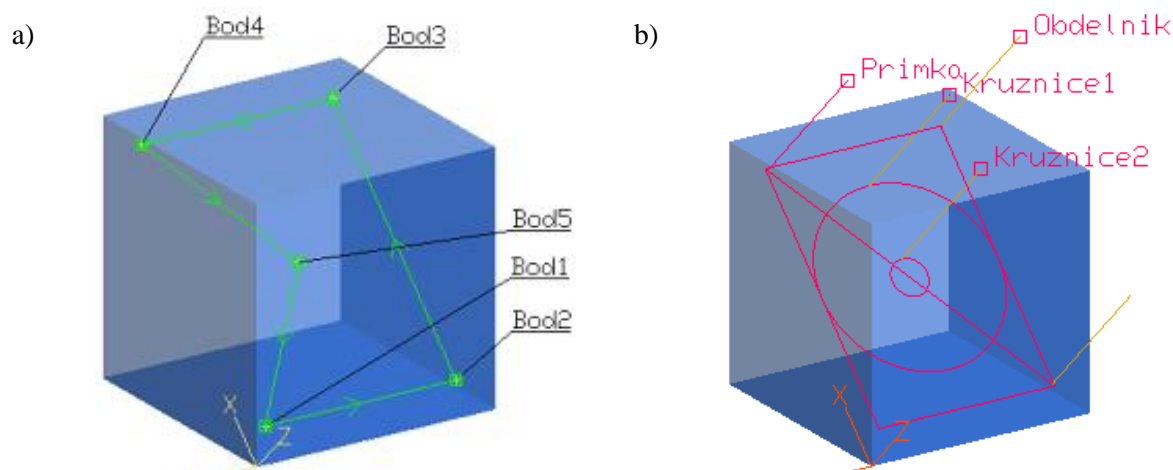 a)
Bod4
Bod3
Bod5
Bod1
Bod2
X
Z
b)
Obdelnik
Primka
Kruznice1
Kruznice2
X
Z